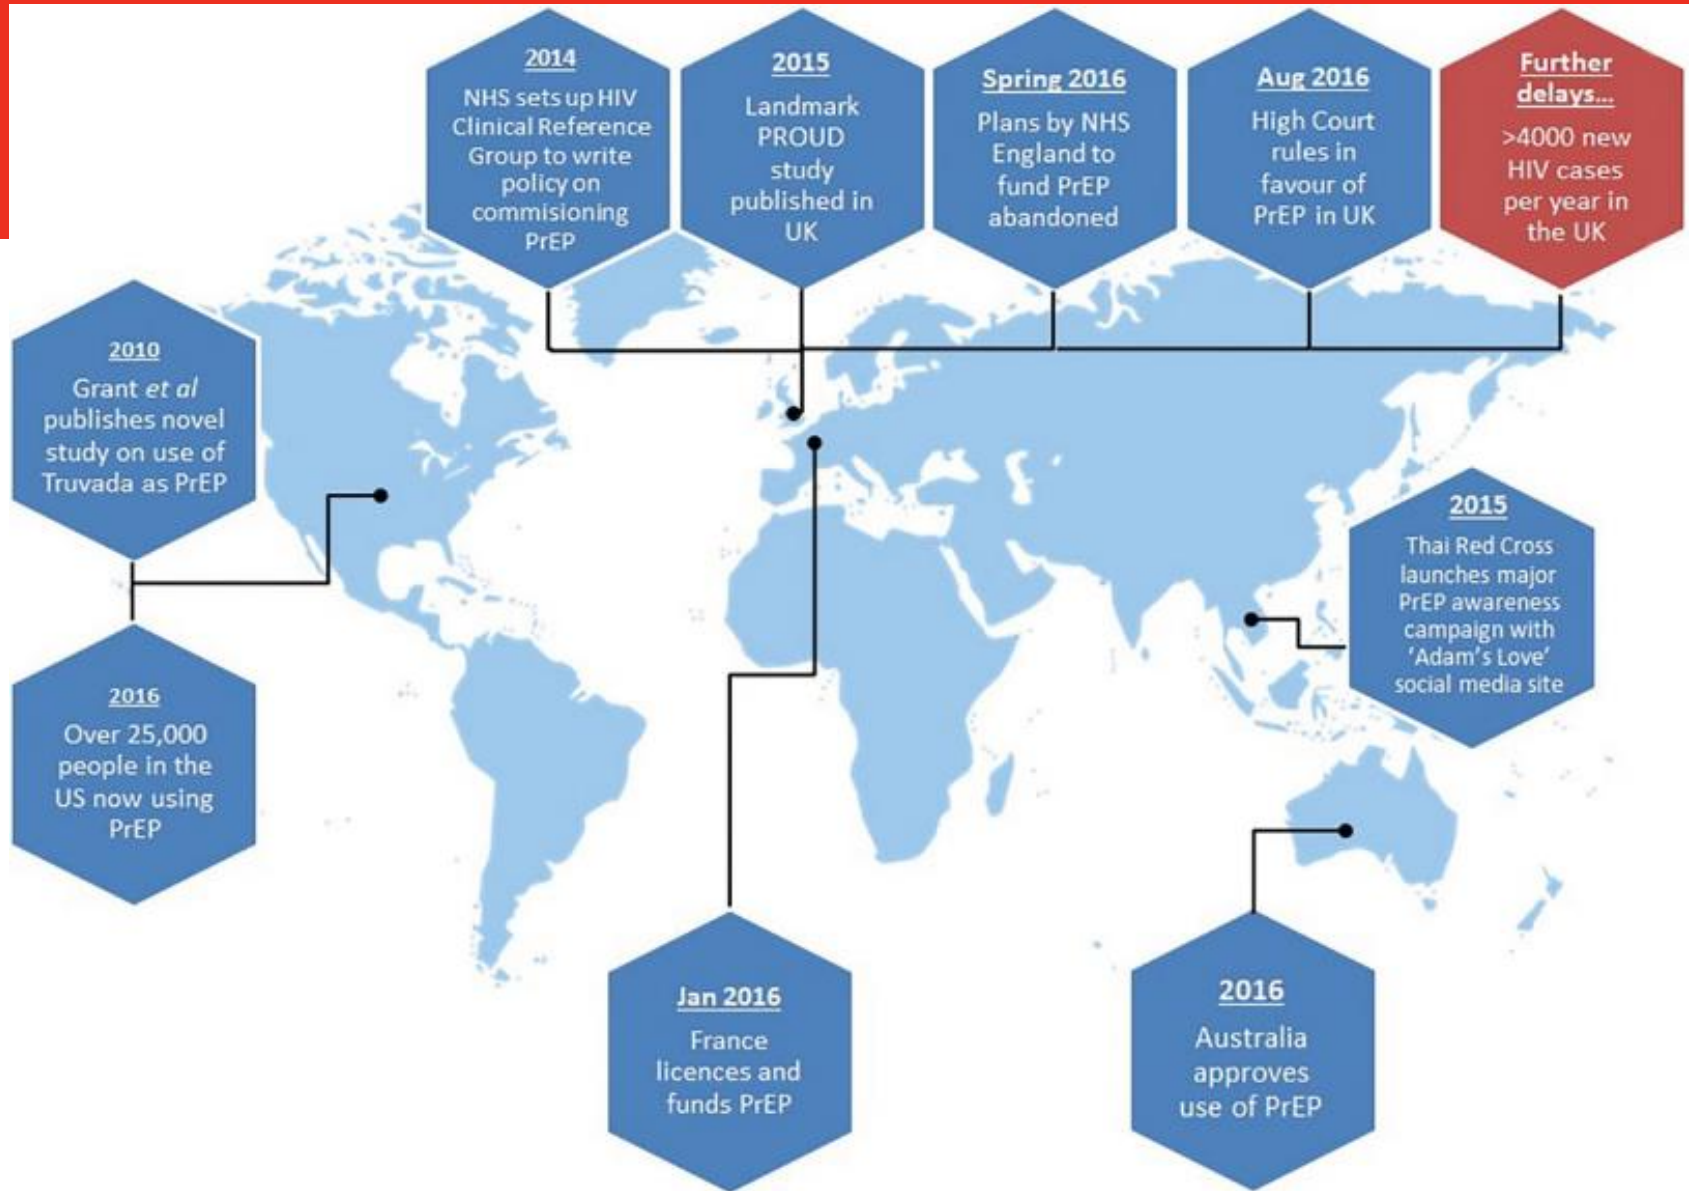 2014
NHS sets up HIV
Clinical Reference
Group to write
policy on
commisioning
PrEP
2015
Landmark
PROUD
study
published in
UK
Spring 2016
Plans by NHS
England to
fund PrEP
abandoned
Aug 2016
High Court
rules in
favour of
PrEP in UK
Further
delays...
>4000 new
HIV cases
per year in
the UK
2010
Grant et al
publishes novel
study on use of
Truvada as PrEP
2016
Over 25,000
people in the
US now using
PrEP
2015
Thai Red Cross
launches major
PrEP awareness
campaign with
‘Adam’s Love’
social media site
Jan 2016
France
licences and
funds PrEP
2016
Australia
approves
use of PrEP